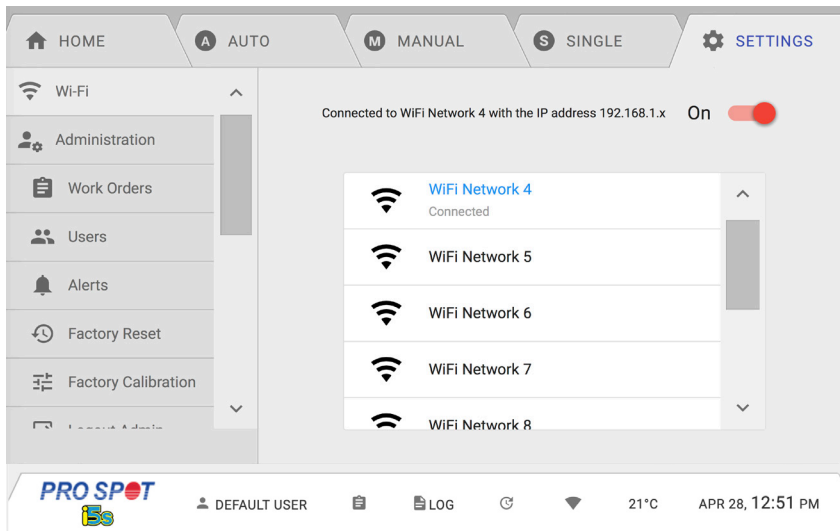 HOME
A AUTO
M MANUAL
S SINGLE
SETTINGS
Wi-Fi
Administration
Work Orders
Users
Alerts
Factory Reset
Factory Calibration
Logout Admin
Connected to WiFi Network 4 with the IP address 192.168.1.x On
WiFi Network 4
Connected
WiFi Network 5
WiFi Network 6
WiFi Network 7
WiFi Network 8
PRO SPOT
i5s
DEFAULT USER
LOG
21°C
APR 28, 12:51 PM